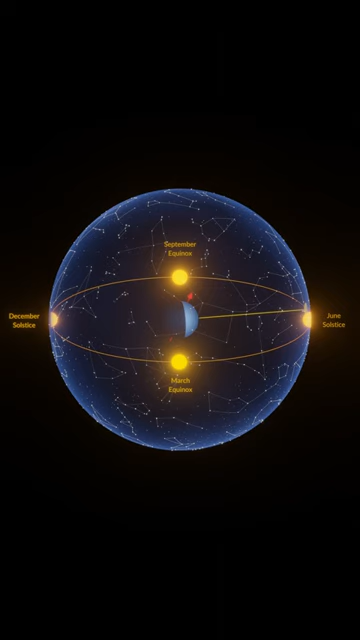 September
Equinox
December
Solstice
June
Solstice
March
Equinox